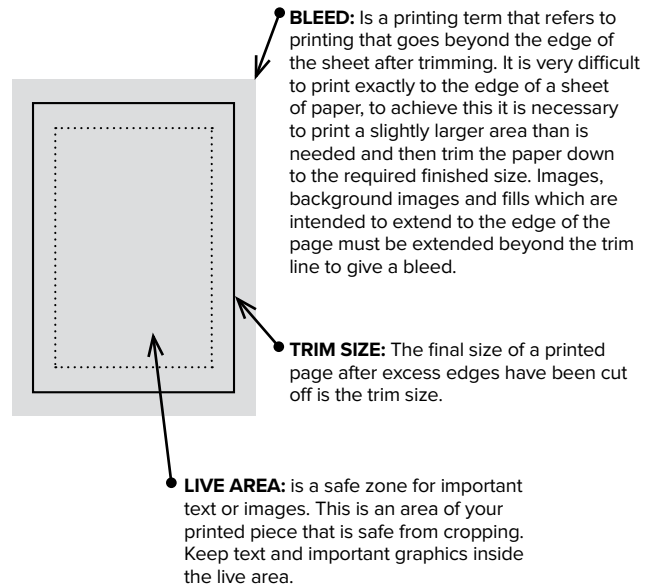 BLEED: Is a printing term that refers to
printing that goes beyond the edge of
the sheet after trimming. It is very difficult
to print exactly to the edge of a sheet
of paper, to achieve this it is necessary
to print a slightly larger area than is
needed and then trim the paper down
to the required finished size. Images,
background images and fills which are
intended to extend to the edge of the
page must be extended beyond the trim
line to give a bleed.
TRIM SIZE: The final size of a printed
page after excess edges have been cut
off is the trim size.
LIVE AREA: is a safe zone for important
text or images. This is an area of your
printed piece that is safe from cropping.
Keep text and important graphics inside
the live area.